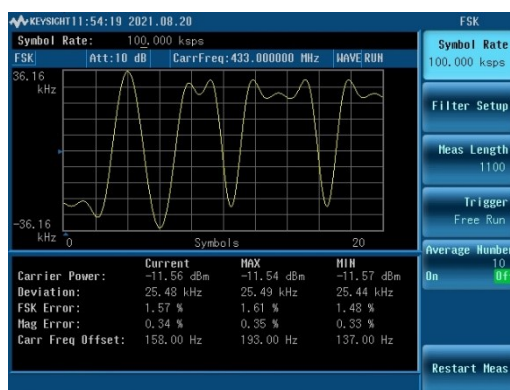 KEYSIGHT 11:54:19 2021.08.20
FSK
Symbol Rate: 100.000 ksps
FSK Att:10 dB CarrFreq:433.000000 MHz WAVE RUN
36.16
kHz
-36.16
kHz
0 Symbols 20
Current MAX MIN
Carrier Power: -11.56 dBm -11.54 dBm -11.57 dBm
Deviation: 25.48 kHz 25.49 kHz 25.44 kHz
FSK Error: 1.57 % 1.61 % 1.48 %
Mag Error: 0.34 % 0.35 % 0.33 %
Carr Freq Offset: 158.00 Hz 193.00 Hz 137.00 Hz
Symbol Rate
100.000 ksps
Filter Setup
Meas Length
1100
Trigger
Free Run
Average Number
10
On Off
Restart Meas